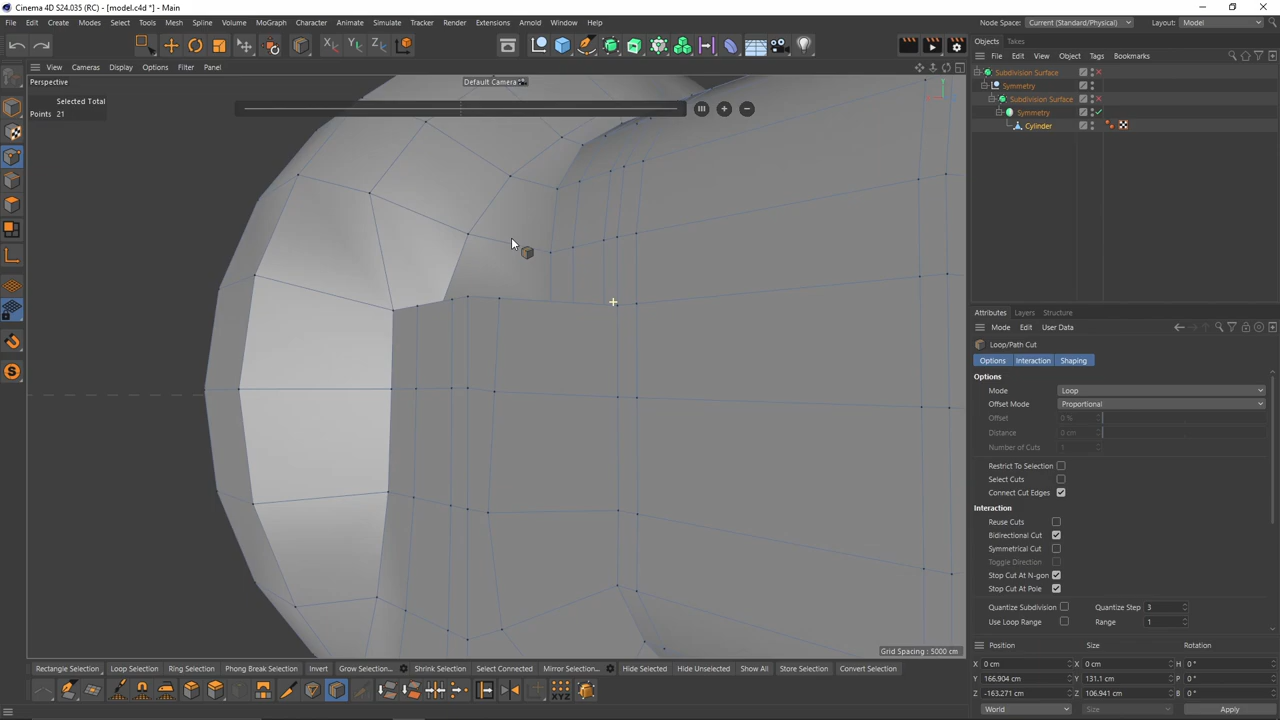 Cinema 4D S24.035 (RC) - [model.c4d *] - Main
File Edit Create Modes Select Tools Mesh Spline Volume MoGraph Character Animate Simulate Tracker Render Extensions Arnold Window Help
Node Space: Current (Standard/Physical) Layout: Model
X Y Z
View Cameras Display Options Filter Panel
Objects Takes
File Edit View Object Tags Bookmarks
Perspective
Default Camera
Selected Total
Points 21
Subdivision Surface
Symmetry
Subdivision Surface
Symmetry
Cylinder
Attributes Layers Structure
Mode Edit User Data
Loop/Path Cut
Options Interaction Shaping
Options
Mode Loop
Offset Mode Proportional
Offset 0 %
Distance 0 cm
Number of Cuts 1
Restrict To Selection
Select Cuts
Connect Cut Edges
Interaction
Reuse Cuts
Bidirectional Cut
Symmetrical Cut
Toggle Direction
Stop Cut At N-gon
Stop Cut At Pole
Quantize Subdivision Quantize Step 3
Use Loop Range Range 1
Grid Spacing : 5000 cm
Position Size Rotation
X 0 cm X 0 cm H 0 °
Y 166.904 cm Y 131.1 cm P 0 °
Z -163.271 cm Z 106.941 cm B 0 °
World Size Apply
Rectangle Selection Loop Selection Ring Selection Phong Break Selection Invert Grow Selection... Shrink Selection Select Connected Mirror Selection... Hide Selected Hide Unselected Show All Store Selection Convert Selection
XYZ